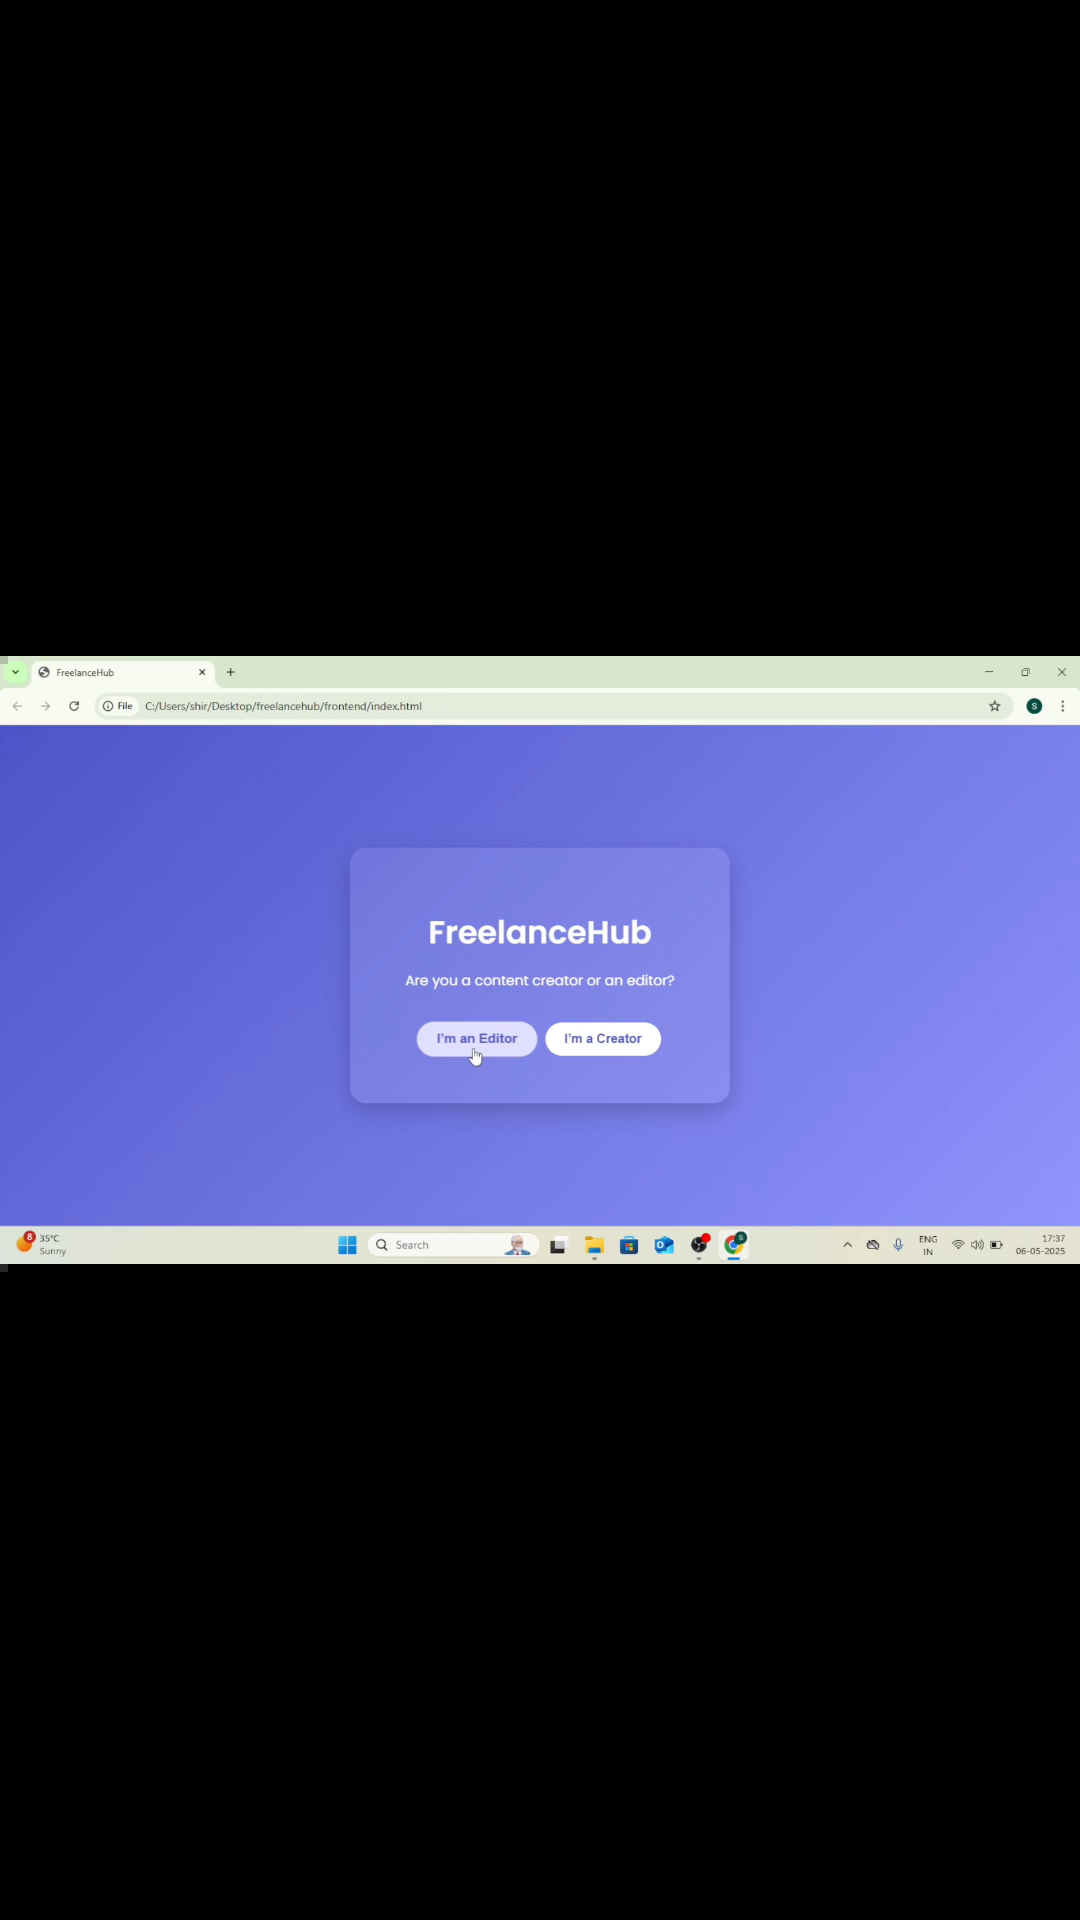 FreelanceHub
File C:/Users/shir/Desktop/freelancehub/frontend/index.html
S
FreelanceHub
Are you a content creator or an editor?
I'm an Editor
I'm a Creator
8
35°C
Sunny
Search
S
ENG
IN
17:37
06-05-2025